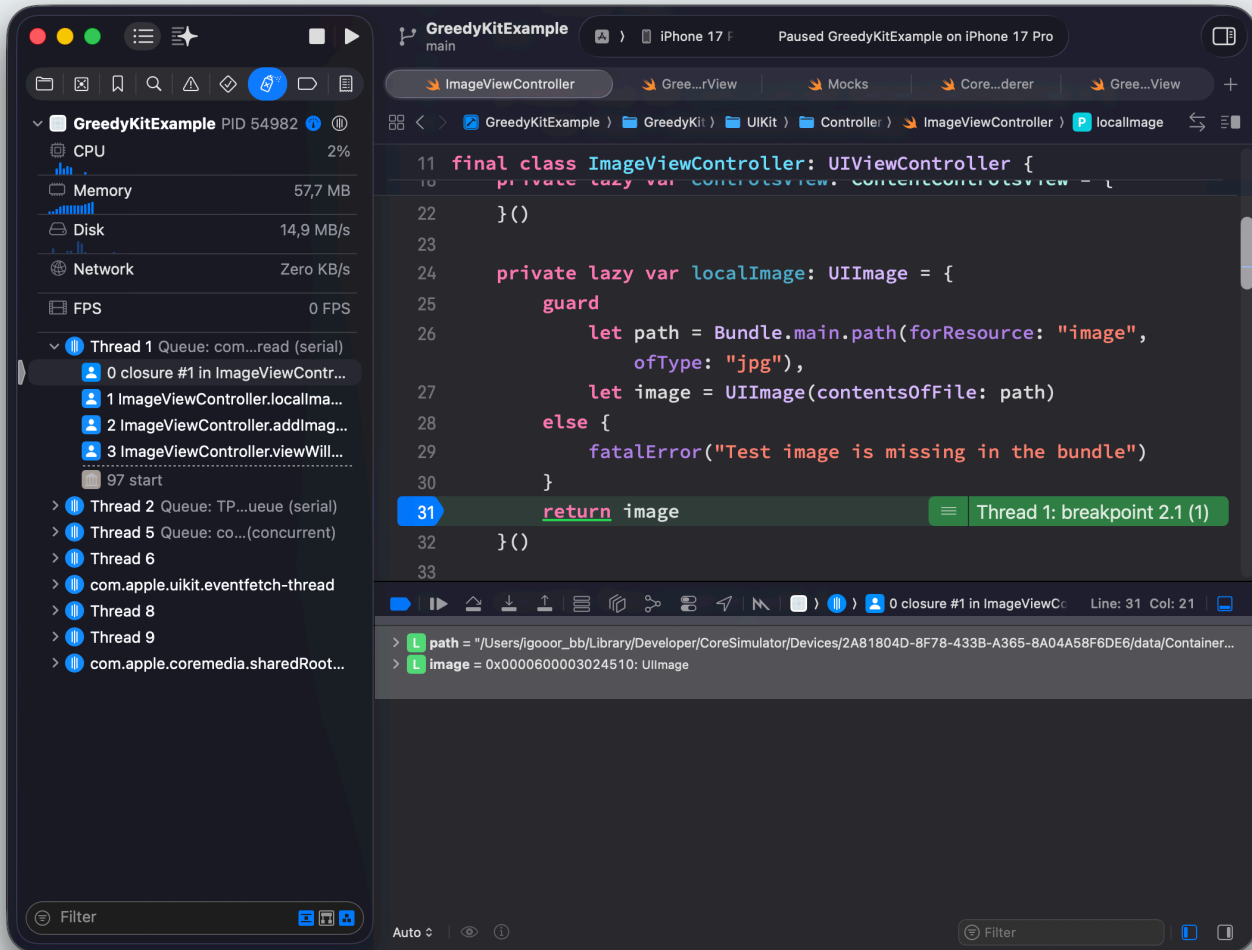 GreedyKitExample
main
iPhone 17
Paused GreedyKitExample on iPhone 17 Pro
ImageViewController
Gree...rView
Mocks
Core...derer
Gree...View
GreedyKitExample PID 54982
GreedyKitExample
GreedyKit
UIKit
Controller
ImageViewController
P localImage
CPU 2%
Memory 57,7 MB
Disk 14,9 MB/s
Network Zero KB/s
FPS 0 FPS
Thread 1 Queue: com...read (serial)
0 closure #1 in ImageViewContr...
1 ImageViewController.localIma...
2 ImageViewController.addImag...
3 ImageViewController.viewWill...
97 start
Thread 2 Queue: TP...ueue (serial)
Thread 5 Queue: co...(concurrent)
Thread 6
com.apple.uikit.eventfetch-thread
Thread 8
Thread 9
com.apple.coremedia.sharedRoot...
Filter
11 final class ImageViewController: UIViewController {
private lazy var controlsView: ContentControlsView = {
22 }()
23
24 private lazy var localImage: UIImage = {
25 guard
26 let path = Bundle.main.path(forResource: "image",
ofType: "jpg"),
27 let image = UIImage(contentsOfFile: path)
28 else {
29 fatalError("Test image is missing in the bundle")
30 }
31 return image
Thread 1: breakpoint 2.1 (1)
32 }()
33
0 closure #1 in ImageViewCo
Line: 31 Col: 21
L path = "/Users/igooor_bb/Library/Developer/CoreSimulator/Devices/2A81804D-8F78-433B-A365-8A04A58F6DE6/data/Container...
L image = 0x0000600003024510: UIImage
Auto
Filter